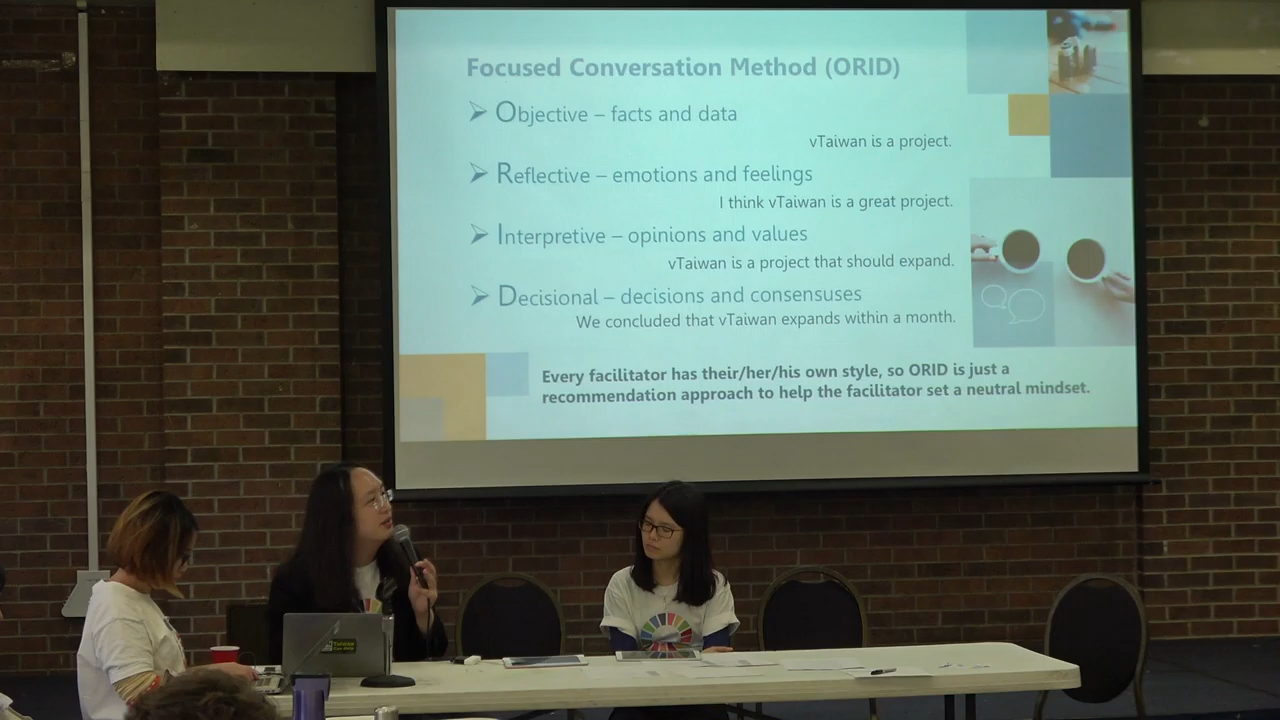 Focused Conversation Method (ORID)
➢ Objective – facts and data
vTaiwan is a project.
➢ Reflective – emotions and feelings
I think vTaiwan is a great project.
➢ Interpretive – opinions and values
vTaiwan is a project that should expand.
➢ Decisional – decisions and consensuses
We concluded that vTaiwan expands within a month.
Every facilitator has their/her/his own style, so ORID is just a
recommendation approach to help the facilitator set a neutral mindset.